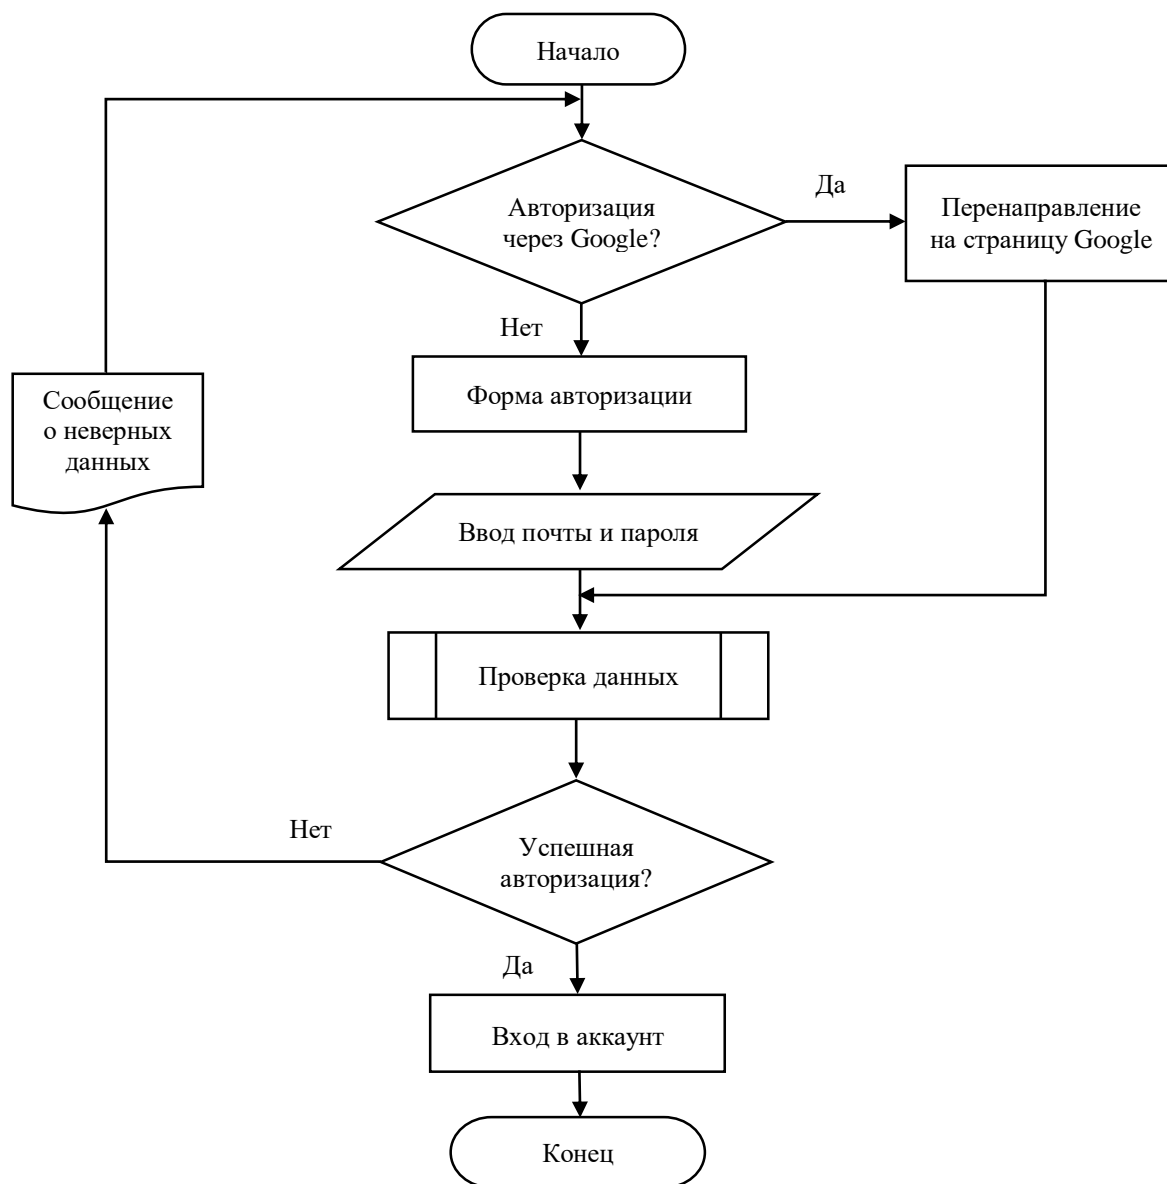 Начало
Авторизация
через Google?
Да
Перенаправление
на страницу Google
Нет
Форма авторизации
Сообщение
о неверных
данных
Ввод почты и пароля
Проверка данных
Нет
Успешная
авторизация?
Да
Вход в аккаунт
Конец